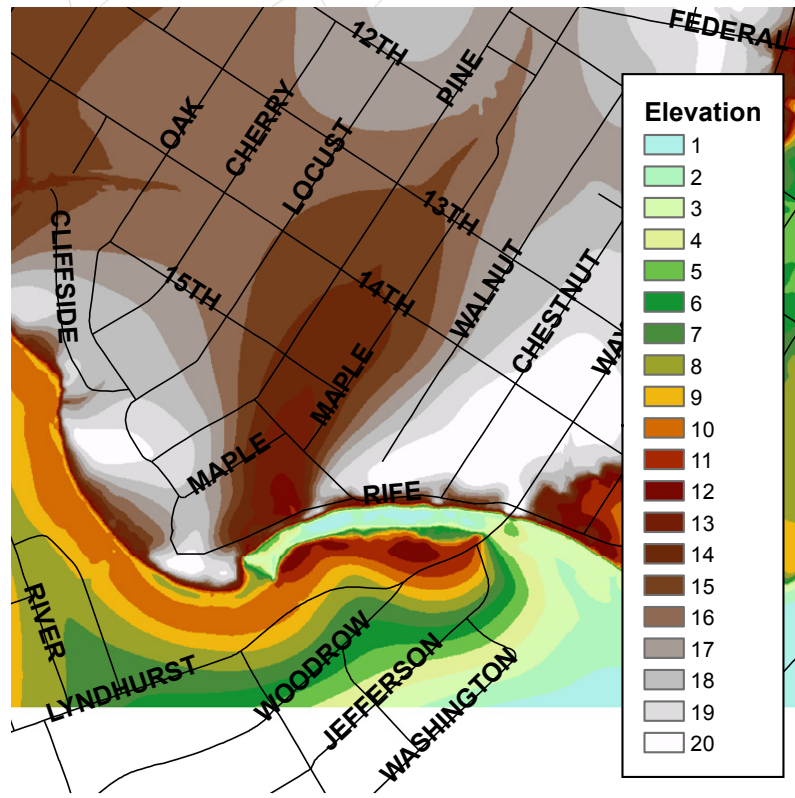 FEDERAL
12TH
PINE
OAK
CHERRY
LOCUST
13TH
CLIFFSIDE
15TH
14TH
WALNUT
CHESTNUT
WAY
MAPLE
MAPLE
RIFE
RIVER
LYNDHURST
WOODROW
JEFFERSON
WASHINGTON
Elevation
1
2
3
4
5
6
7
8
9
10
11
12
13
14
15
16
17
18
19
20